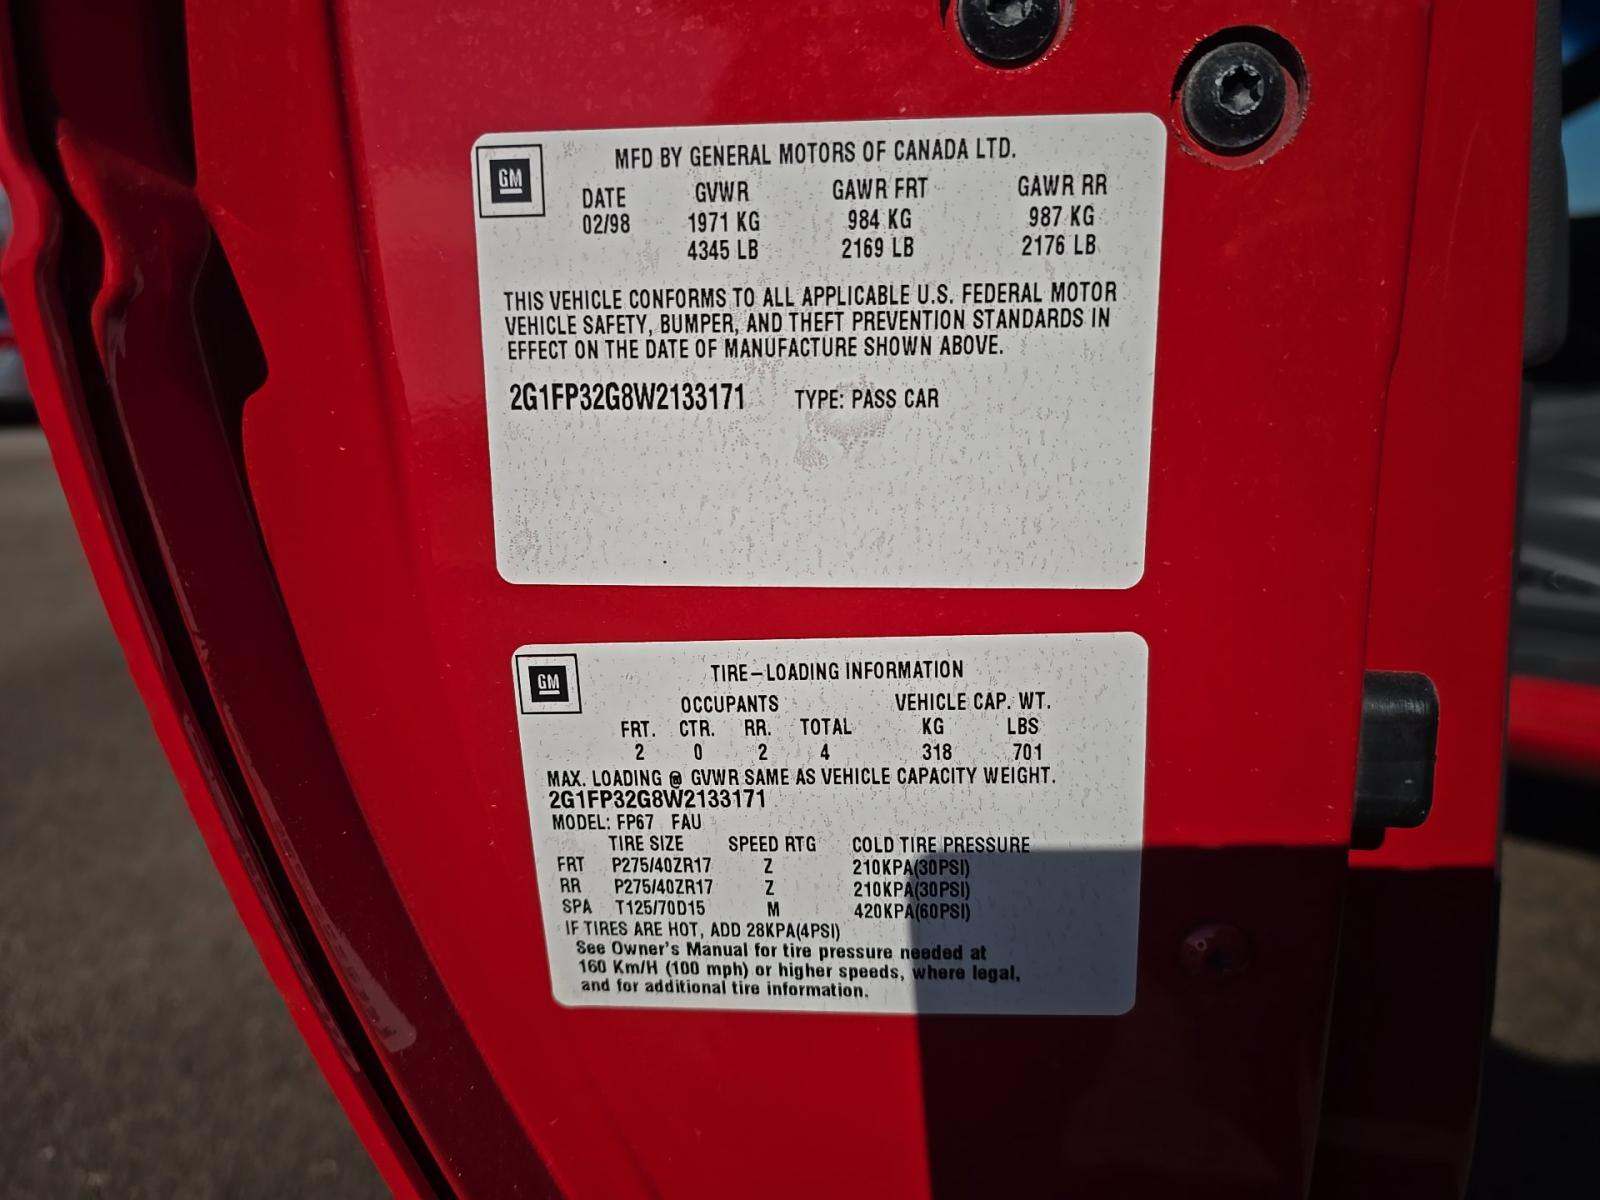 GM
MFD BY GENERAL MOTORS OF CANADA LTD.
DATE GVWR GAWR FRT GAWR RR
02/98 1971 KG 984 KG 987 KG
4345 LB 2169 LB 2176 LB
THIS VEHICLE CONFORMS TO ALL APPLICABLE U.S. FEDERAL MOTOR
VEHICLE SAFETY, BUMPER, AND THEFT PREVENTION STANDARDS IN
EFFECT ON THE DATE OF MANUFACTURE SHOWN ABOVE.
2G1FP32G8W2133171 TYPE: PASS CAR
GM
TIRE-LOADING INFORMATION
OCCUPANTS VEHICLE CAP. WT.
FRT. CTR. RR. TOTAL KG LBS
2 0 2 4 318 701
MAX. LOADING @ GVWR SAME AS VEHICLE CAPACITY WEIGHT.
2G1FP32G8W2133171
MODEL: FP67 FAU
TIRE SIZE SPEED RTG COLD TIRE PRESSURE
FRT P275/40ZR17 Z 210KPA(30PSI)
RR P275/40ZR17 Z 210KPA(30PSI)
SPA T125/70D15 M 420KPA(60PSI)
IF TIRES ARE HOT, ADD 28KPA(4PSI)
See Owner's Manual for tire pressure needed at
160 Km/H (100 mph) or higher speeds, where legal,
and for additional tire information.